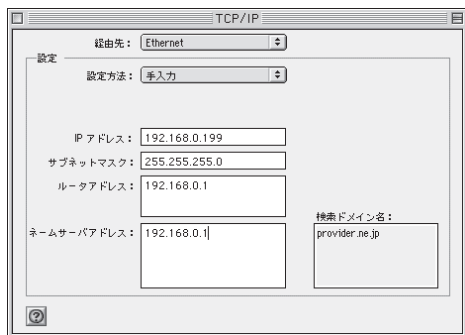 TCP/IP
経由先： Ethernet
設定
設定方法： 手入力
IP アドレス： 192.168.0.199
サブネットマスク： 255.255.255.0
ルータアドレス： 192.168.0.1
検索ドメイン名：
ネームサーバアドレス： 192.168.0.1
provider.ne.jp
?